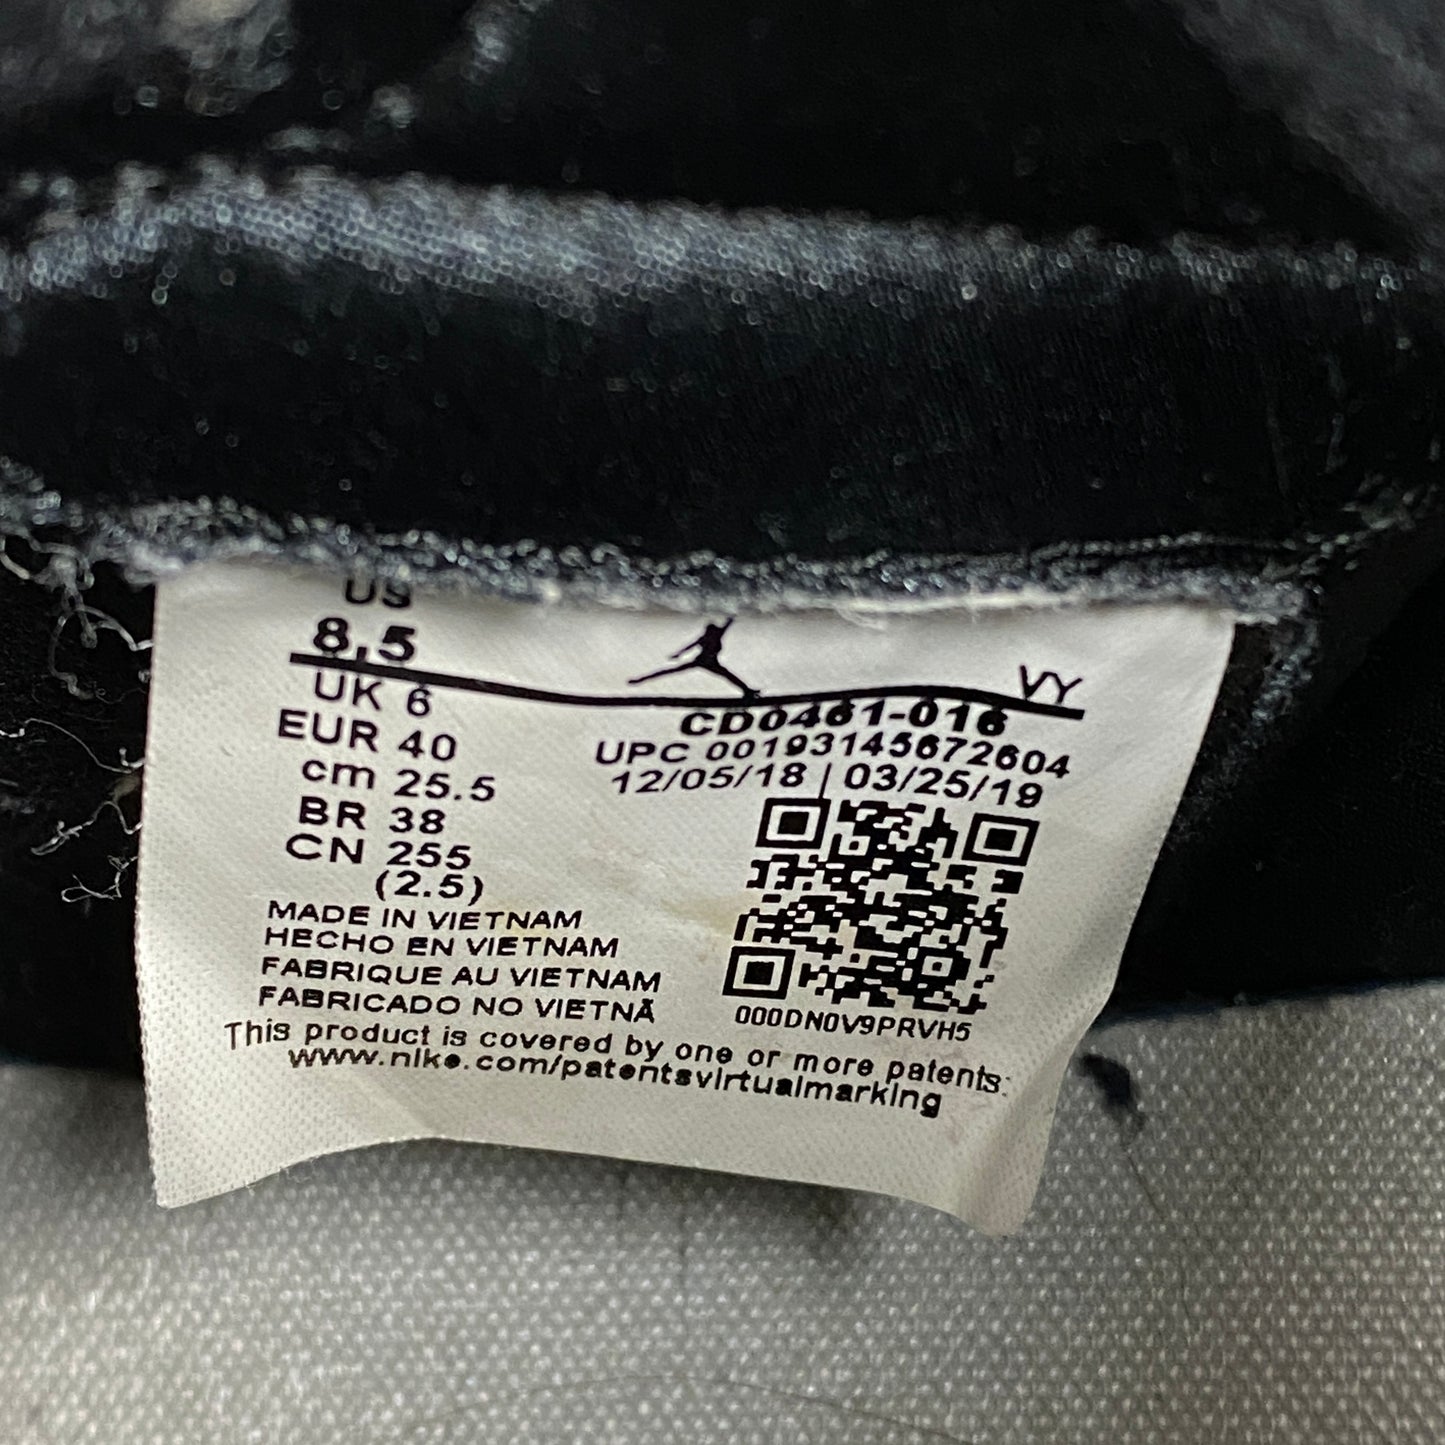 US
8.5
UK 6
EUR 40
cm 25.5
BR 38
CN 255
(2.5)
VY
CD0461-016
UPC 00193145672604
12/05/18 | 03/25/19
000DN0V9PRVH5
MADE IN VIETNAM
HECHO EN VIETNAM
FABRIQUE AU VIETNAM
FABRICADO NO VIETNÃ
This product is covered by one or more patents:
www.nike.com/patentsvirtualmarking